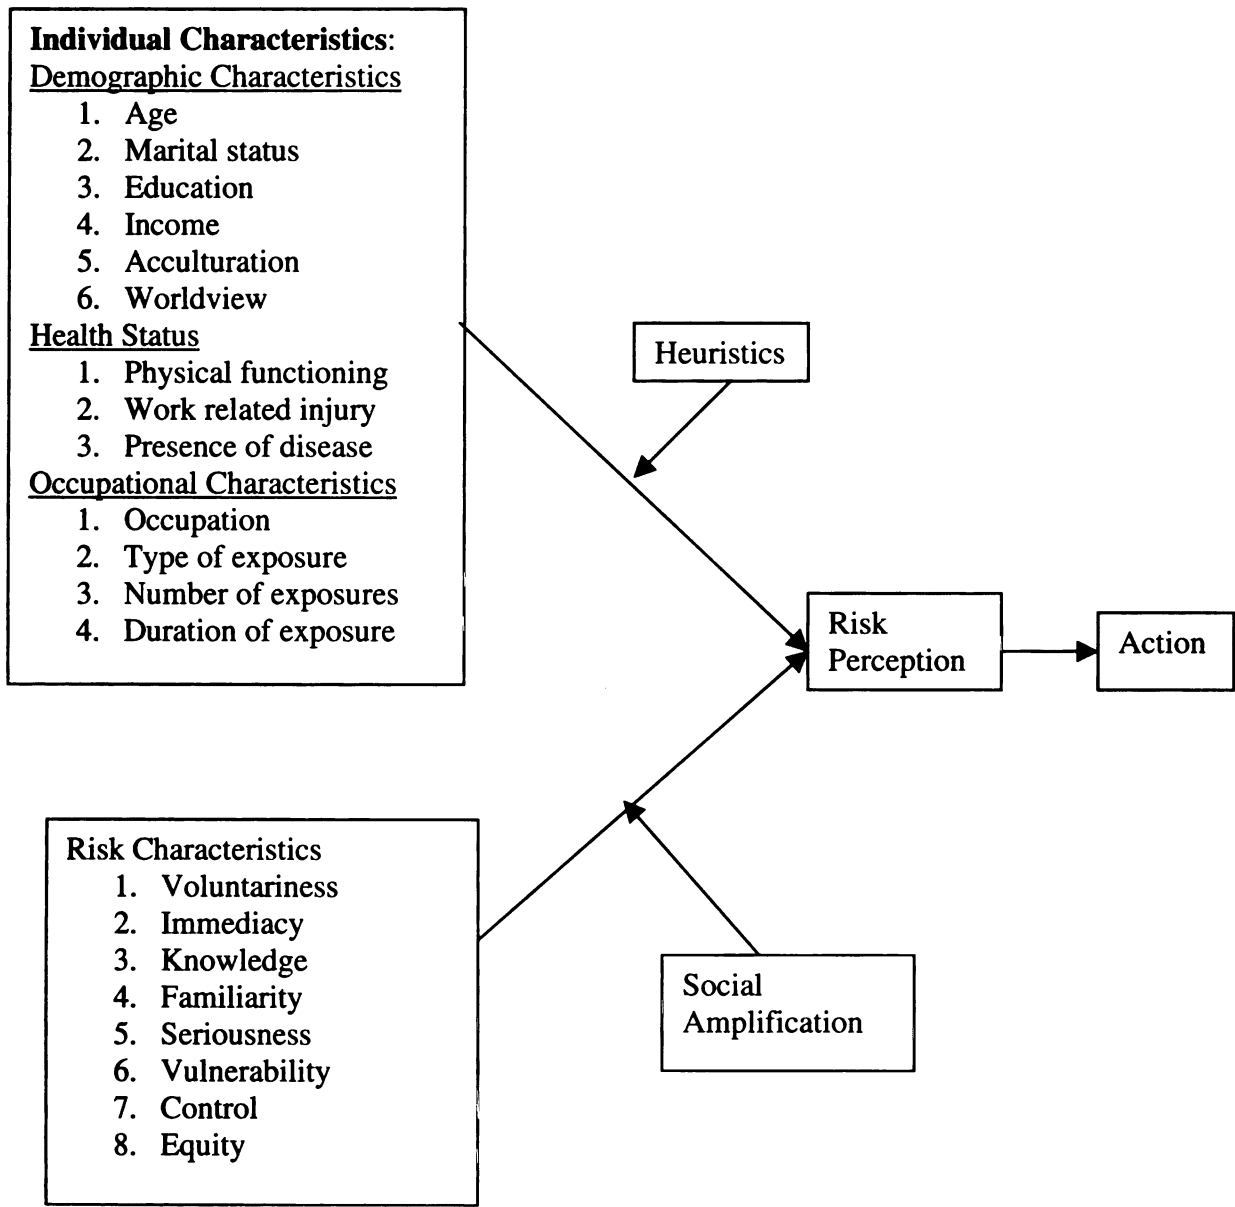 Individual Characteristics:
Demographic Characteristics
1. Age
2. Marital status
3. Education
4. Income
5. Acculturation
6. Worldview
Health Status
1. Physical functioning
2. Work related injury
3. Presence of disease
Occupational Characteristics
1. Occupation
2. Type of exposure
3. Number of exposures
4. Duration of exposure
Heuristics
Risk
Perception
Action
Risk Characteristics
1. Voluntariness
2. Immediacy
3. Knowledge
4. Familiarity
5. Seriousness
6. Vulnerability
7. Control
8. Equity
Social
Amplification